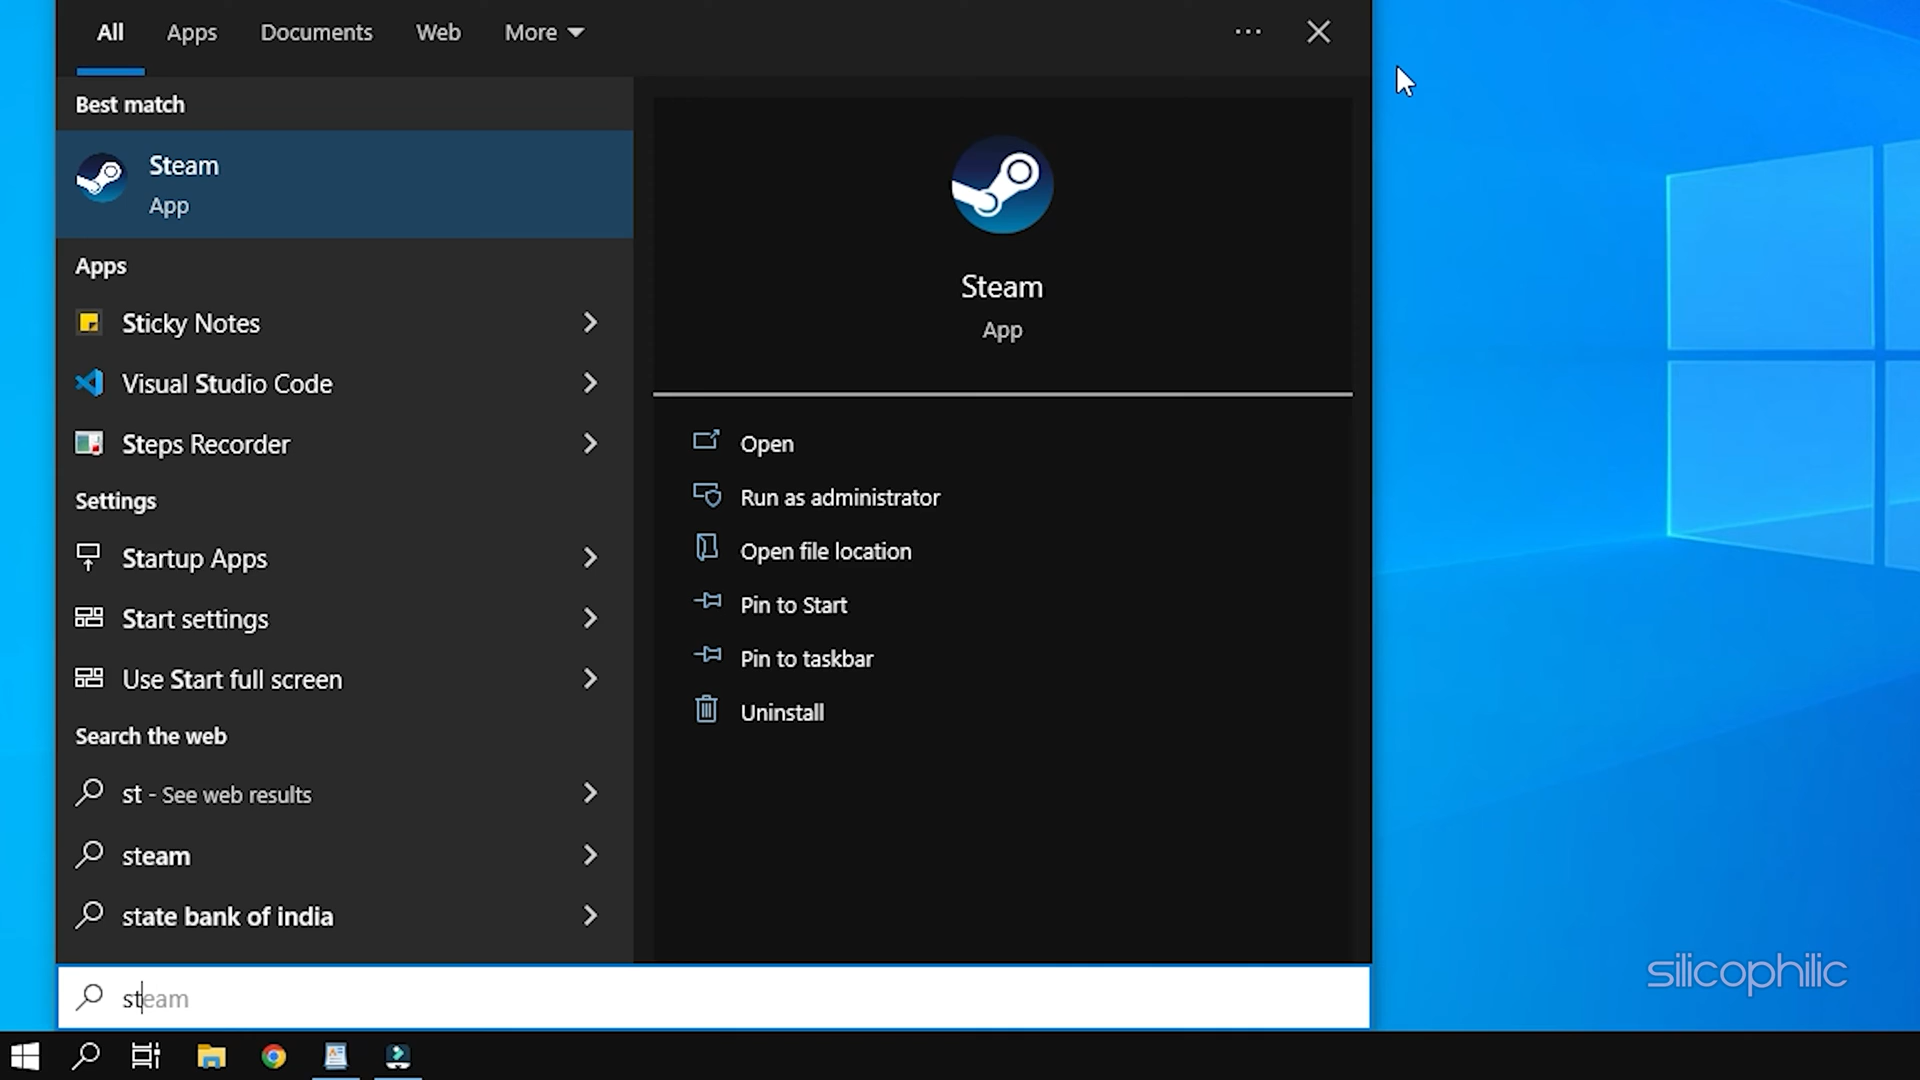 All Apps Documents Web More
Best match
Steam
App
Apps
Sticky Notes
Visual Studio Code
Steps Recorder
Settings
Startup Apps
Start settings
Use Start full screen
Search the web
st - See web results
steam
state bank of india
steam
Steam
App
Open
Run as administrator
Open file location
Pin to Start
Pin to taskbar
Uninstall
silicophilic